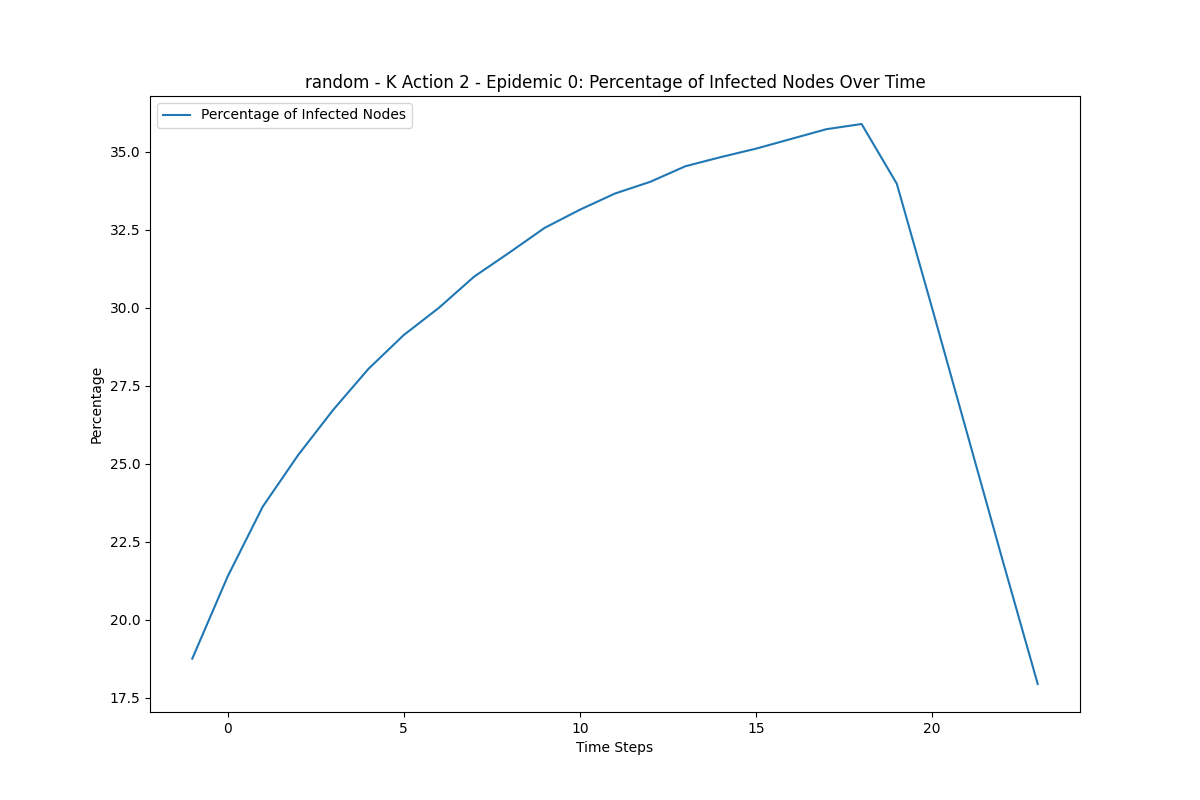 random - K Action 2 - Epidemic 0: Percentage of Infected Nodes Over Time
Percentage of Infected Nodes
Percentage
35.0
32.5
30.0
27.5
25.0
22.5
20.0
17.5
0 5 10 15 20
Time Steps